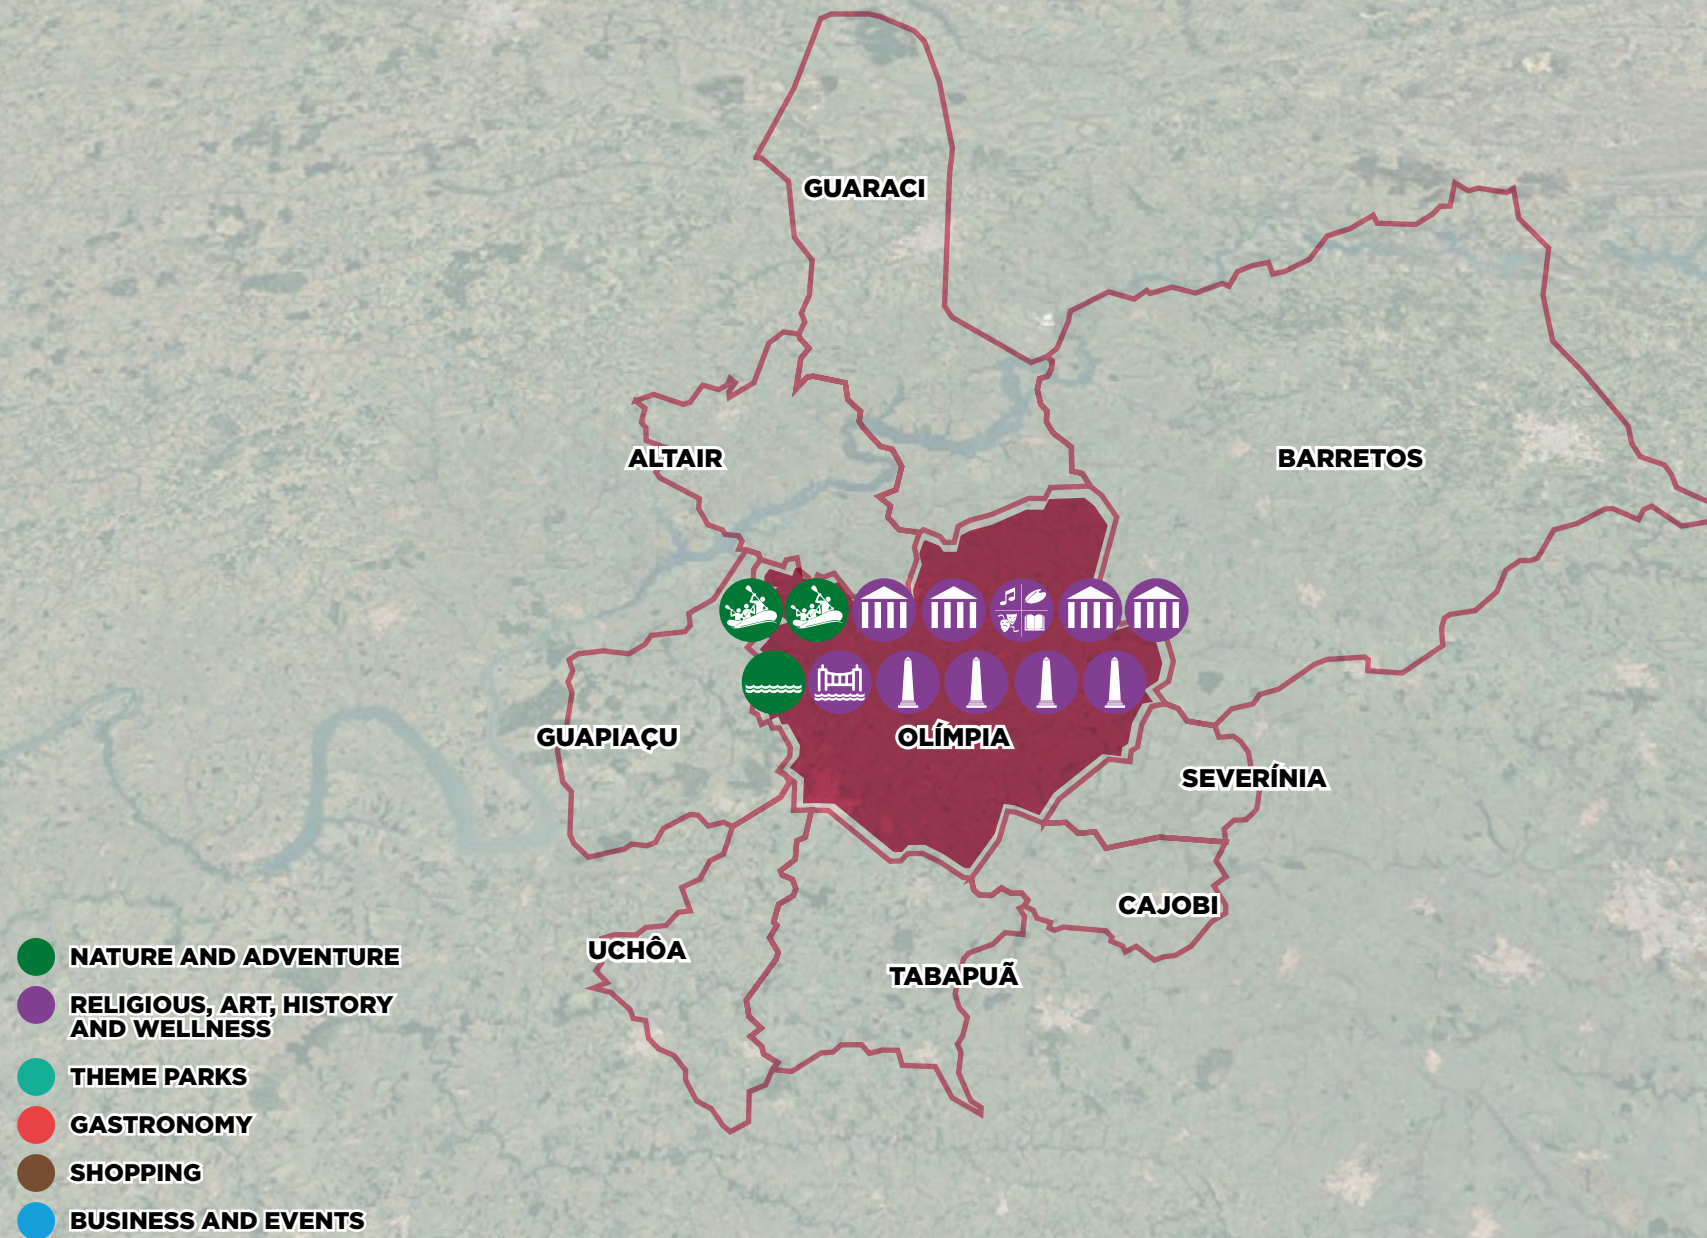 GUARACI
ALTAIR
BARRETOS
GUAPIAÇU
OLÍMPIA
SEVERÍNIA
CAJOBI
UCHÔA
TABAPUÃ
NATURE AND ADVENTURE
RELIGIOUS, ART, HISTORY
AND WELLNESS
THEME PARKS
GASTRONOMY
SHOPPING
BUSINESS AND EVENTS